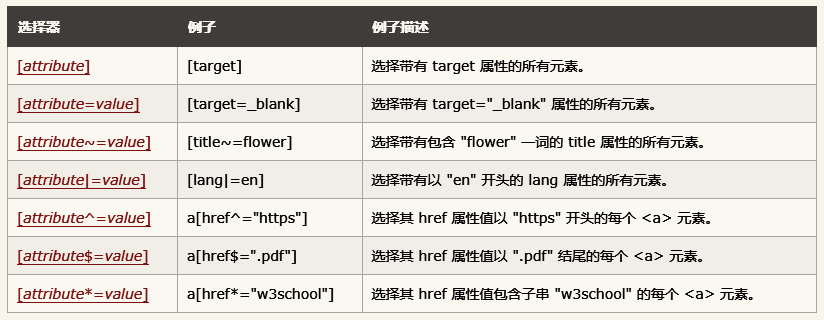 选择器 例子 例子描述
[attribute] [target] 选择带有 target 属性的所有元素。
[attribute=value] [target=_blank] 选择带有 target="_blank" 属性的所有元素。
[attribute~=value] [title~=flower] 选择带有包含 "flower" 一词的 title 属性的所有元素。
[attribute|=value] [lang|=en] 选择带有以 "en" 开头的 lang 属性的所有元素。
[attribute^=value] a[href^="https"] 选择其 href 属性值以 "https" 开头的每个 <a> 元素。
[attribute$=value] a[href$=".pdf"] 选择其 href 属性值以 ".pdf" 结尾的每个 <a> 元素。
[attribute*=value] a[href*="w3school"] 选择其 href 属性值包含子串 "w3school" 的每个 <a> 元素。